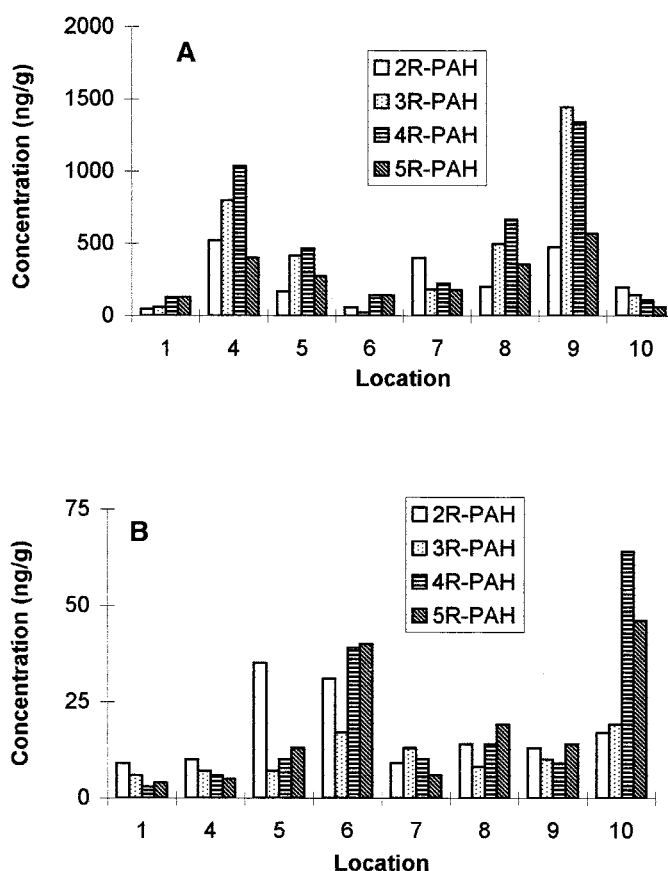 A
Concentration (ng/g)
2000
1500
1000
500
0
2R-PAH
3R-PAH
4R-PAH
5R-PAH
1 4 5 6 7 8 9 10
Location
B
Concentration (ng/g)
75
50
25
0
2R-PAH
3R-PAH
4R-PAH
5R-PAH
1 4 5 6 7 8 9 10
Location